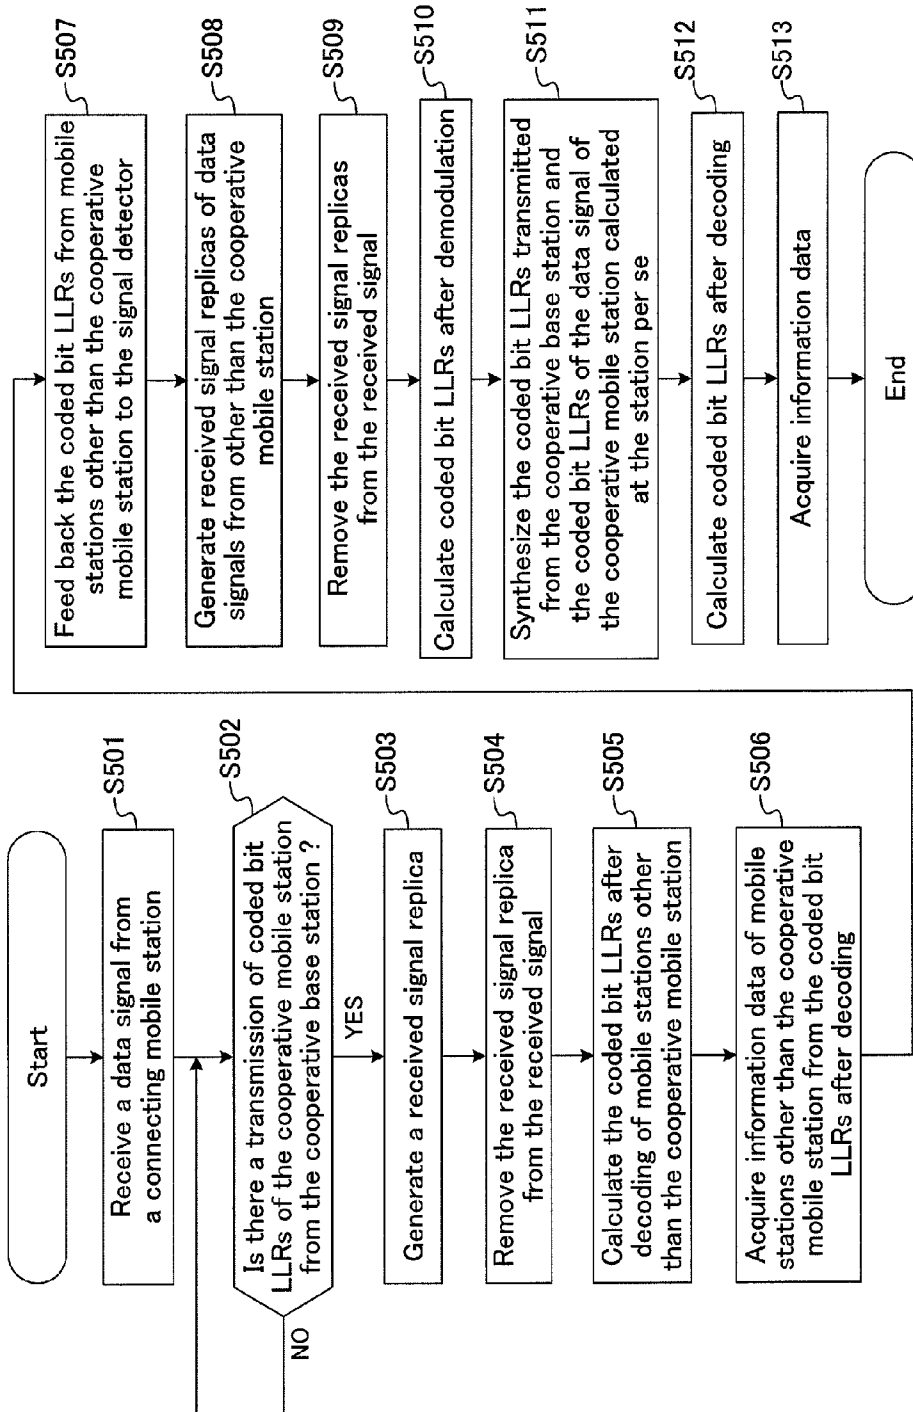 Start
S501
Receive a data signal from
a connecting mobile station
S502
Is there a transmission of coded bit
LLRs of the cooperative mobile station
from the cooperative base station ?
NO
YES
S503
Generate a received signal replica
S504
Remove the received signal replica
from the received signal
S505
Calculate the coded bit LLRs after
decoding of mobile stations other
than the cooperative mobile station
S506
Acquire information data of mobile
stations other than the cooperative
mobile station from the coded bit
LLRs after decoding
S507
Feed back the coded bit LLRs from mobile
stations other than the cooperative
mobile station to the signal detector
S508
Generate received signal replicas of data
signals from other than the cooperative
mobile station
S509
Remove the received signal replicas
from the received signal
S510
Calculate coded bit LLRs after demodulation
S511
Synthesize the coded bit LLRs transmitted
from the cooperative base station and
the coded bit LLRs of the data signal of
the cooperative mobile station calculated
at the station per se
S512
Calculate coded bit LLRs after decoding
S513
Acquire information data
End